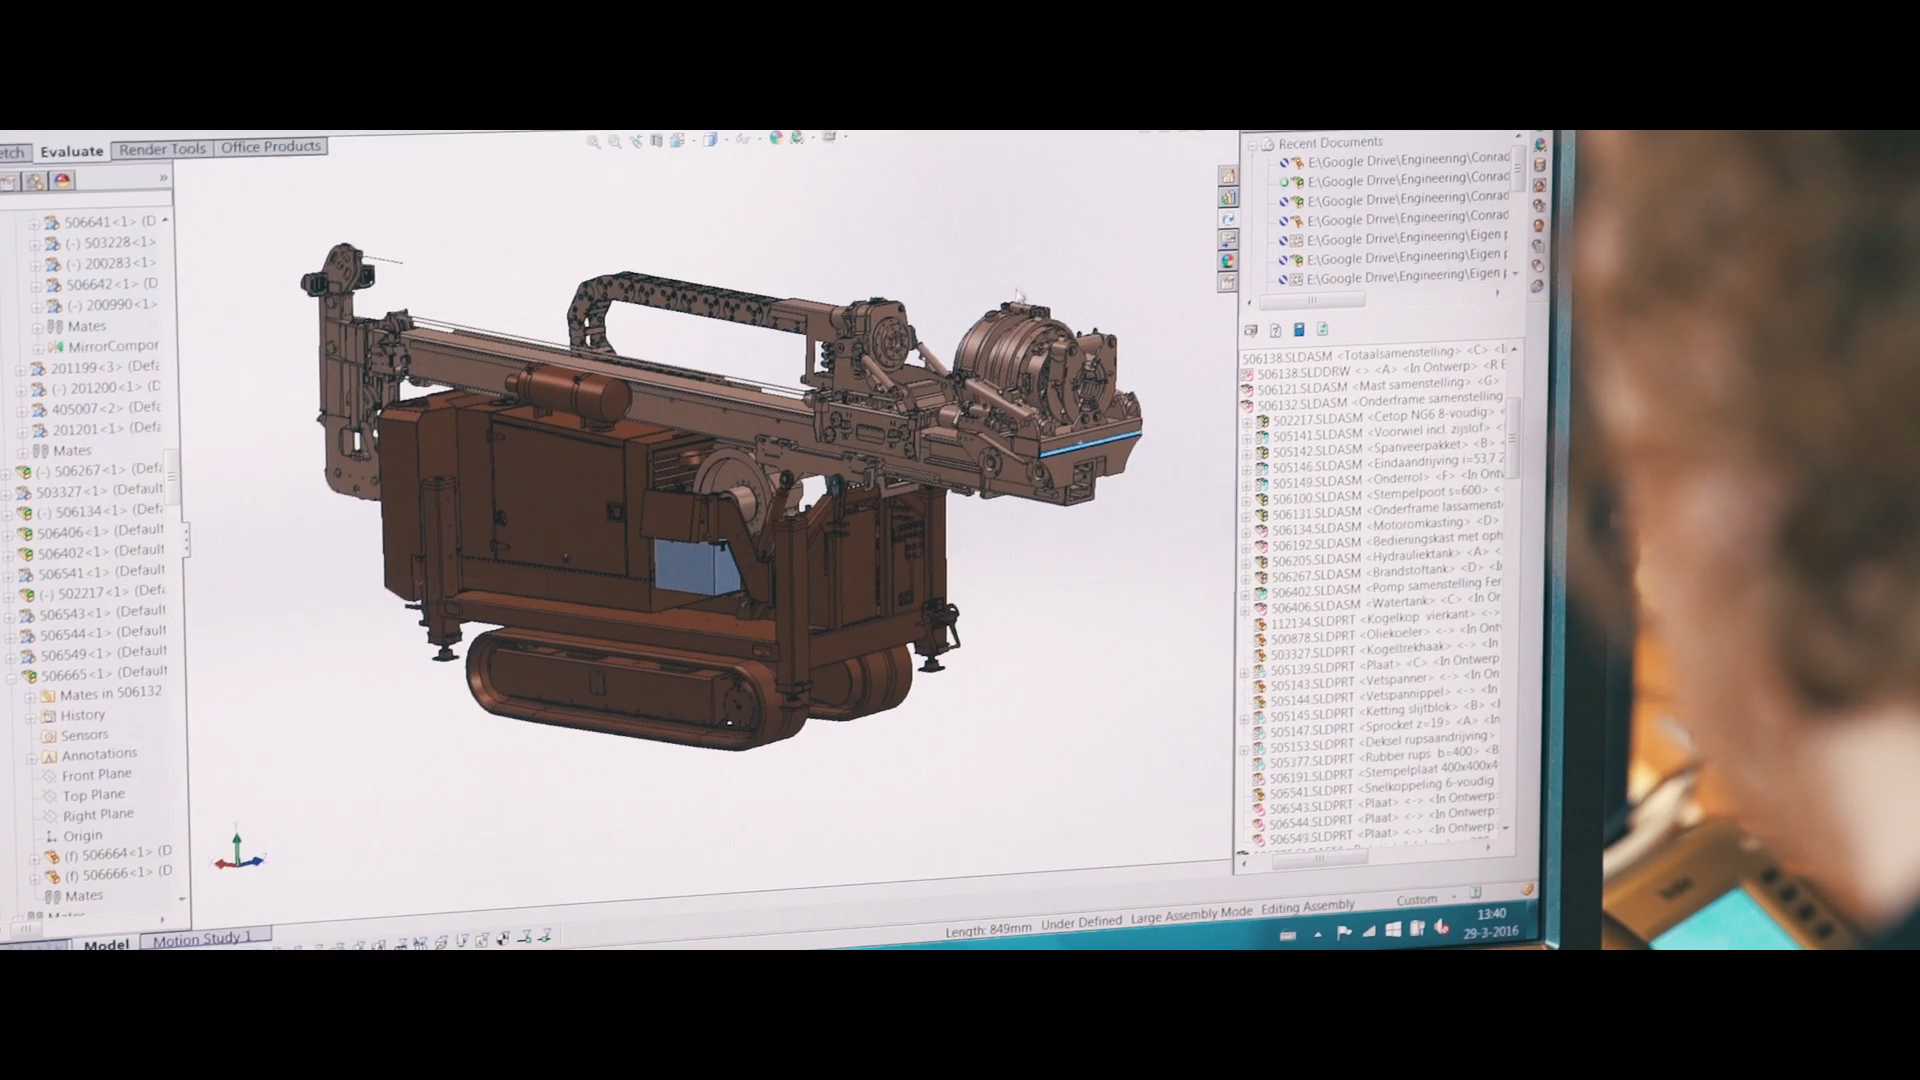 etch Evaluate Render Tools Office Products
506641<1> (D
(-) 503228<1>
(-) 200283<1>
506642<1> (D
(-) 200990<1>
Mates
MirrorCompor
201199<3> (Defa
(-) 201200<1> (D
405007<2> (Defa
201201<1> (Defa
Mates
(-) 506267<1> (Defa
503327<1> (Default
(-) 506134<1> (Defa
506406<1> (Default
506402<1> (Default
506541<1> (Default
(-) 502217<1> (Defa
506543<1> (Default
506544<1> (Default
506549<1> (Default
506665<1> (Default
Mates in 506132
History
Sensors
Annotations
Front Plane
Top Plane
Right Plane
Origin
(f) 506664<1> (D
(f) 506666<1> (D
Mates
Model Motion Study 1
Recent Documents
E:\Google Drive\Engineering\Conrad
E:\Google Drive\Engineering\Conrad
E:\Google Drive\Engineering\Conrad
E:\Google Drive\Engineering\Conrad
E:\Google Drive\Engineering\Eigen p
E:\Google Drive\Engineering\Eigen p
E:\Google Drive\Engineering\Eigen p
506138.SLDASM <Totaalsamenstelling> <C> <I
506138.SLDDRW <> <A> <In Ontwerp> <R E
506121.SLDASM <Mast samenstelling> <G>
506132.SLDASM <Onderframe samenstelling
502217.SLDASM <Cetop NG6 8-voudig> <
505141.SLDASM <Voorwiel incl. zijslof> <
505142.SLDASM <Spanveerpakket> <B> <
505146.SLDASM <Eindaandrijving i=53,7 2
505149.SLDASM <Onderrol> <F> <In Ont
506100.SLDASM <Stempelpoot s=600> <-
506131.SLDASM <Onderframe lassamenst
506134.SLDASM <Motoromkasting> <D>
506192.SLDASM <Bedieningskast met oph
506205.SLDASM <Hydrauliektank> <A> <
506267.SLDASM <Brandstoftank> <D> <I
506402.SLDASM <Pomp samenstelling Fer
506406.SLDASM <Watertank> <C> <In Or
112134.SLDPRT <Kogelkop vierkant> <->
500878.SLDPRT <Oliekoeler> <-> <In Ont
503327.SLDPRT <Kogeltrekhaak> <-> <In
505139.SLDPRT <Plaat> <C> <In Ontwerp
505143.SLDPRT <Vetspanner> <-> <In On
505144.SLDPRT <Vetspannippel> <-> <In
505145.SLDPRT <Ketting slijtblok> <B> <
505147.SLDPRT <Sprocket z=19> <A> <In
505153.SLDPRT <Deksel rupsaandrijving>
505377.SLDPRT <Rubber rups b=400> <B
506191.SLDPRT <Stempelplaat 400x400x4
506541.SLDPRT <Snelkoppeling 6-voudig
506543.SLDPRT <Plaat> <-> <In Ontwerp
506544.SLDPRT <Plaat> <-> <In Ontwerp
506549.SLDPRT <Plaat> <-> <In Ontwerp
Length: 849mm Under Defined Large Assembly Mode Editing Assembly Custom
13:40
29-3-2016